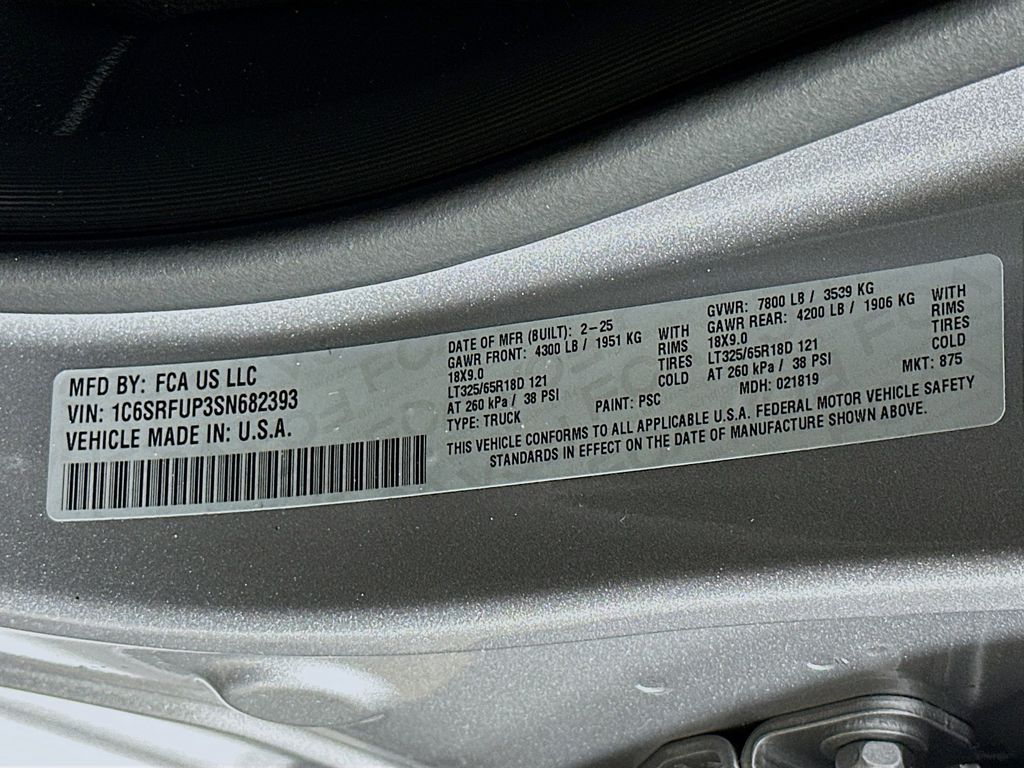 MFD BY: FCA US LLC
VIN: 1C6SRFUP3SN682393
VEHICLE MADE IN: U.S.A.
DATE OF MFR (BUILT): 2-25
GAWR FRONT: 4300 LB / 1951 KG WITH
18X9.0 RIMS
LT325/65R18D 121 TIRES
AT 260 kPa / 38 PSI COLD
TYPE: TRUCK PAINT: PSC
GVWR: 7800 LB / 3539 KG
GAWR REAR: 4200 LB / 1906 KG WITH
18X9.0 RIMS
LT325/65R18D 121 TIRES
AT 260 kPa / 38 PSI COLD
MDH: 021819 MKT: 875
THIS VEHICLE CONFORMS TO ALL APPLICABLE U.S.A. FEDERAL MOTOR VEHICLE SAFETY
STANDARDS IN EFFECT ON THE DATE OF MANUFACTURE SHOWN ABOVE.